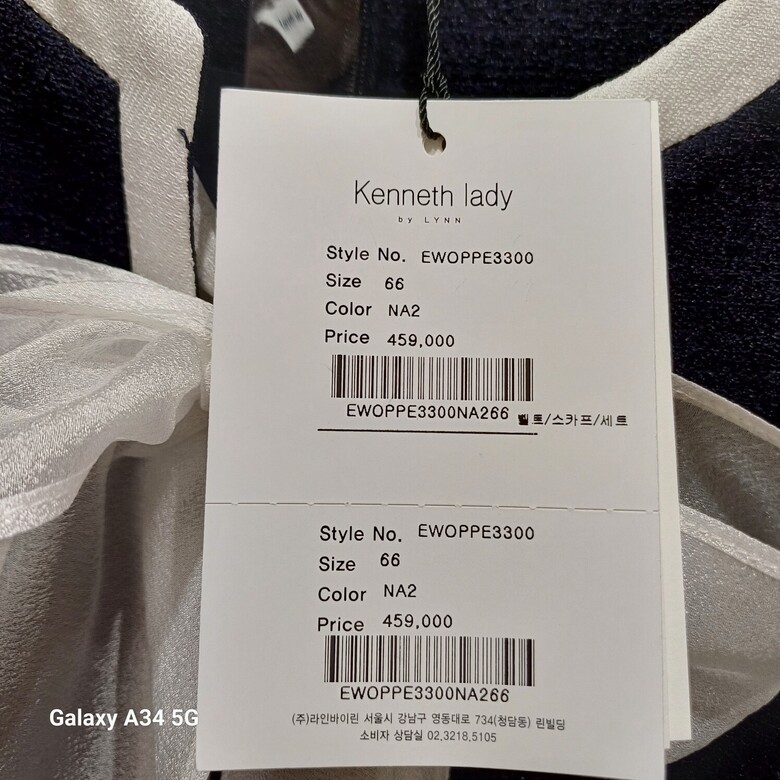 Kenneth lady
by LYNN
Style No. EWOPPE3300
Size 66
Color NA2
Price 459,000
EWOPPE3300NA266 벨트/스카프/세트
Style No. EWOPPE3300
Size 66
Color NA2
Price 459,000
EWOPPE3300NA266
(주)라인바이린 서울시 강남구 영동대로 734(청담동) 린빌딩
소비자 상담실 02.3218.5105
Galaxy A34 5G